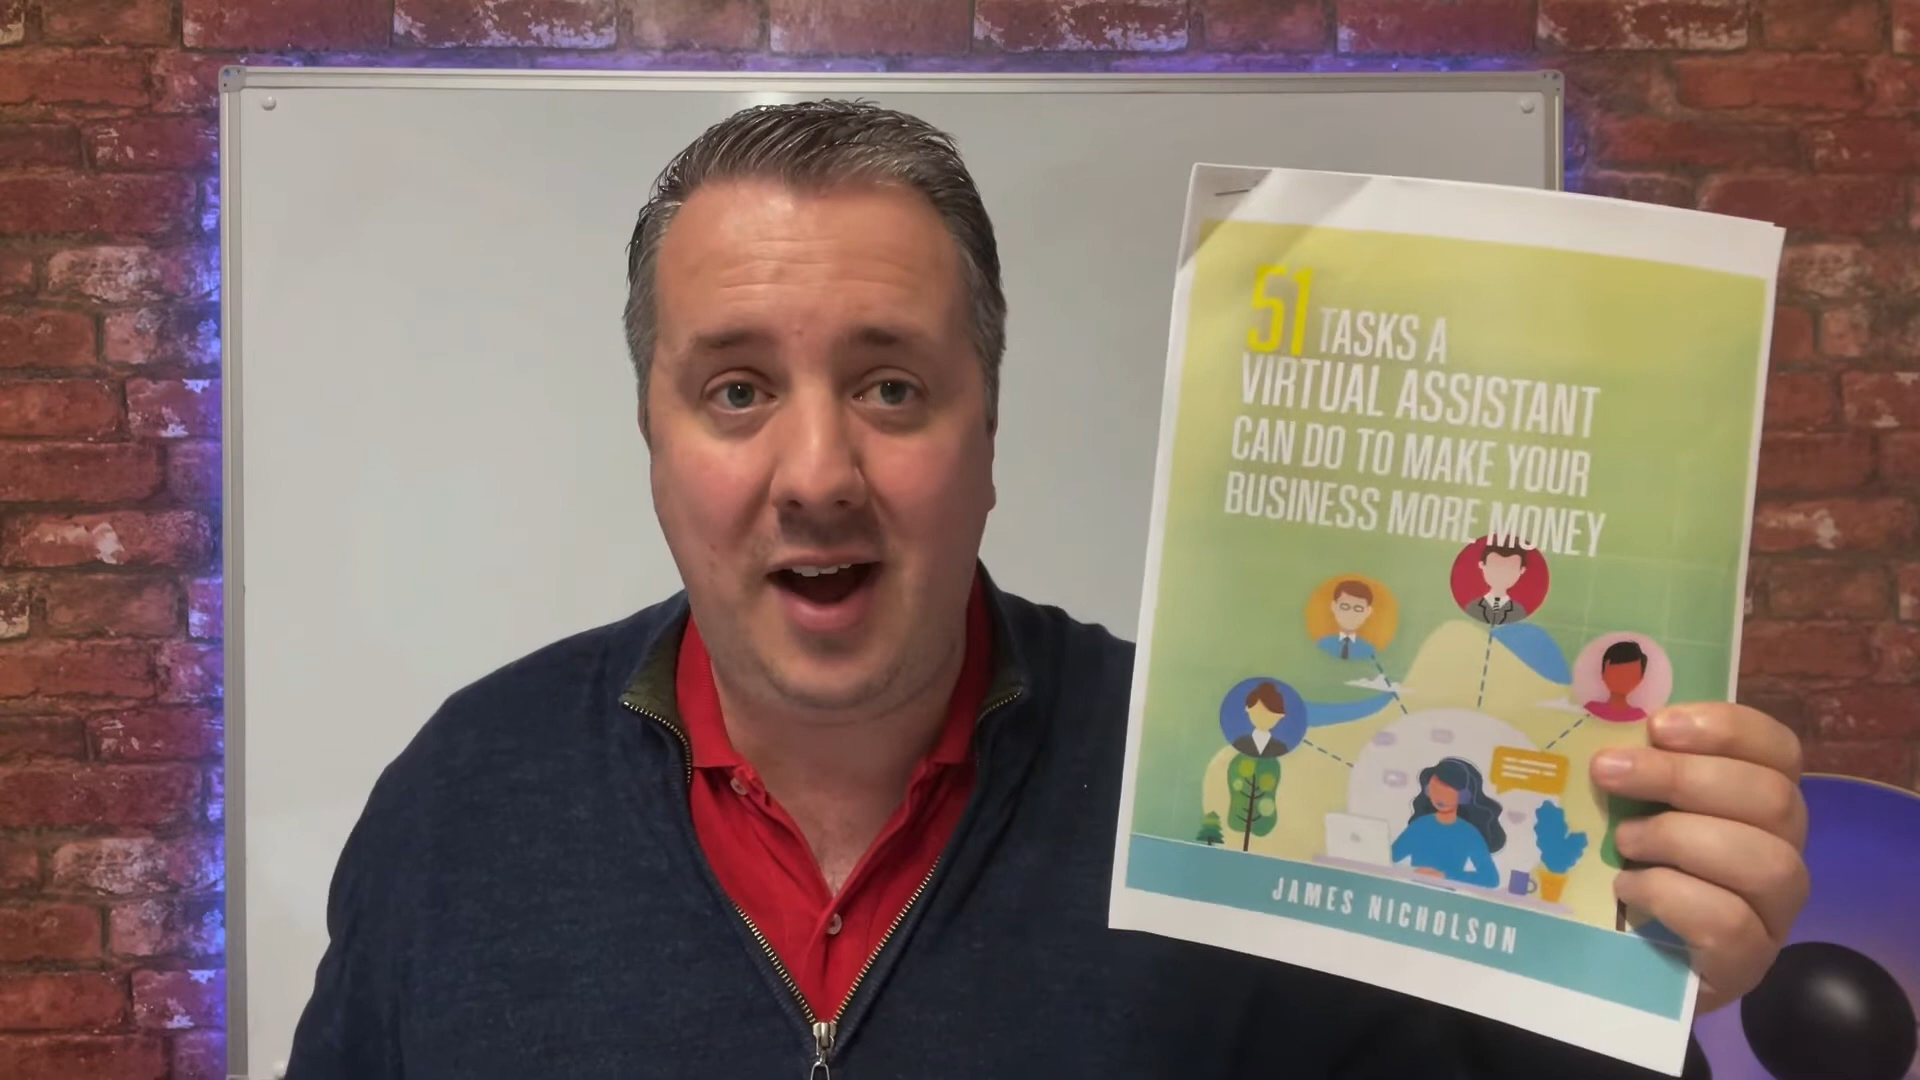 51 TASKS A
VIRTUAL ASSISTANT
CAN DO TO MAKE YOUR
BUSINESS MORE MONEY
JAMES NICHOLSON